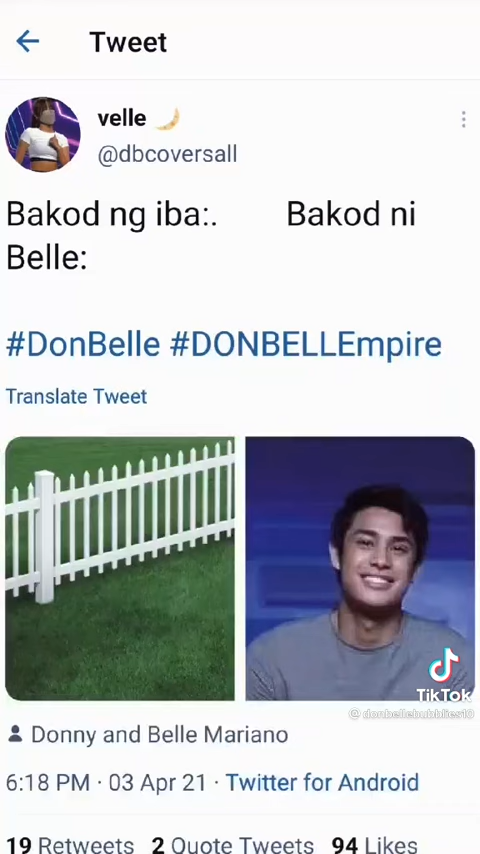 Tweet
velle 🌙
@dbcoversall
Bakod ng iba:. Bakod ni
Belle:
#DonBelle #DONBELLEmpire
Translate Tweet
TikTok
@donbellebubblies10
Donny and Belle Mariano
6:18 PM · 03 Apr 21 · Twitter for Android
19 Retweets 2 Quote Tweets 94 Likes